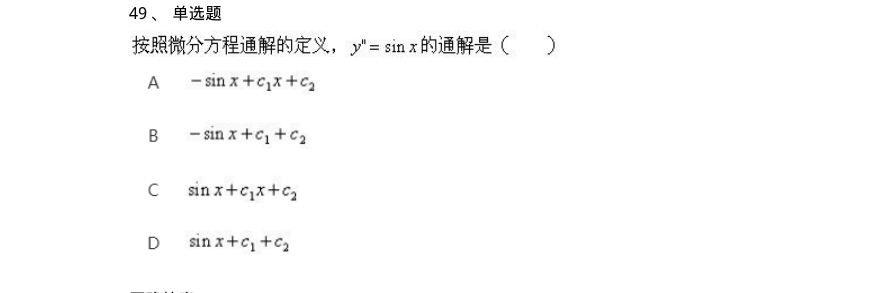 49、 单选题
按照微分方程通解的定义，y"= sin x 的通解是（　　）
A　－sin x＋c₁x＋c₂
B　－sin x＋c₁＋c₂
C　sin x＋c₁x＋c₂
D　sin x＋c₁＋c₂